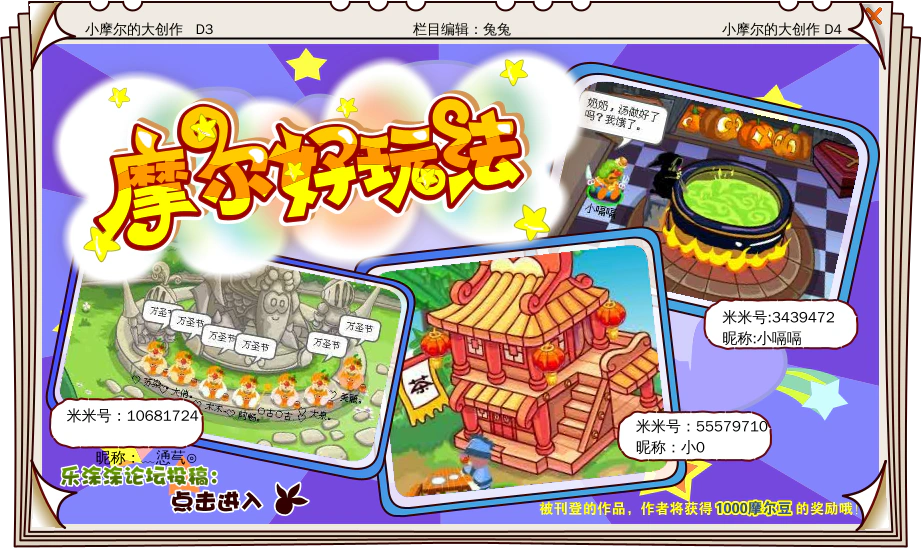 小摩尔的大创作 D3
栏目编辑：兔兔
小摩尔的大创作 D4
摩尔好玩法
奶奶，汤做好了
吗？我饿了。
小嗝嗝
米米号:3439472
昵称:小嗝嗝
万圣节
万圣节
万圣节
万圣节
万圣节
万圣节
茶
米米号：10681724
昵称：
米米号：55579710
昵称：小0
乐涂涂论坛投稿:
点击进入
被刊登的作品，作者将获得1000摩尔豆的奖励哦!